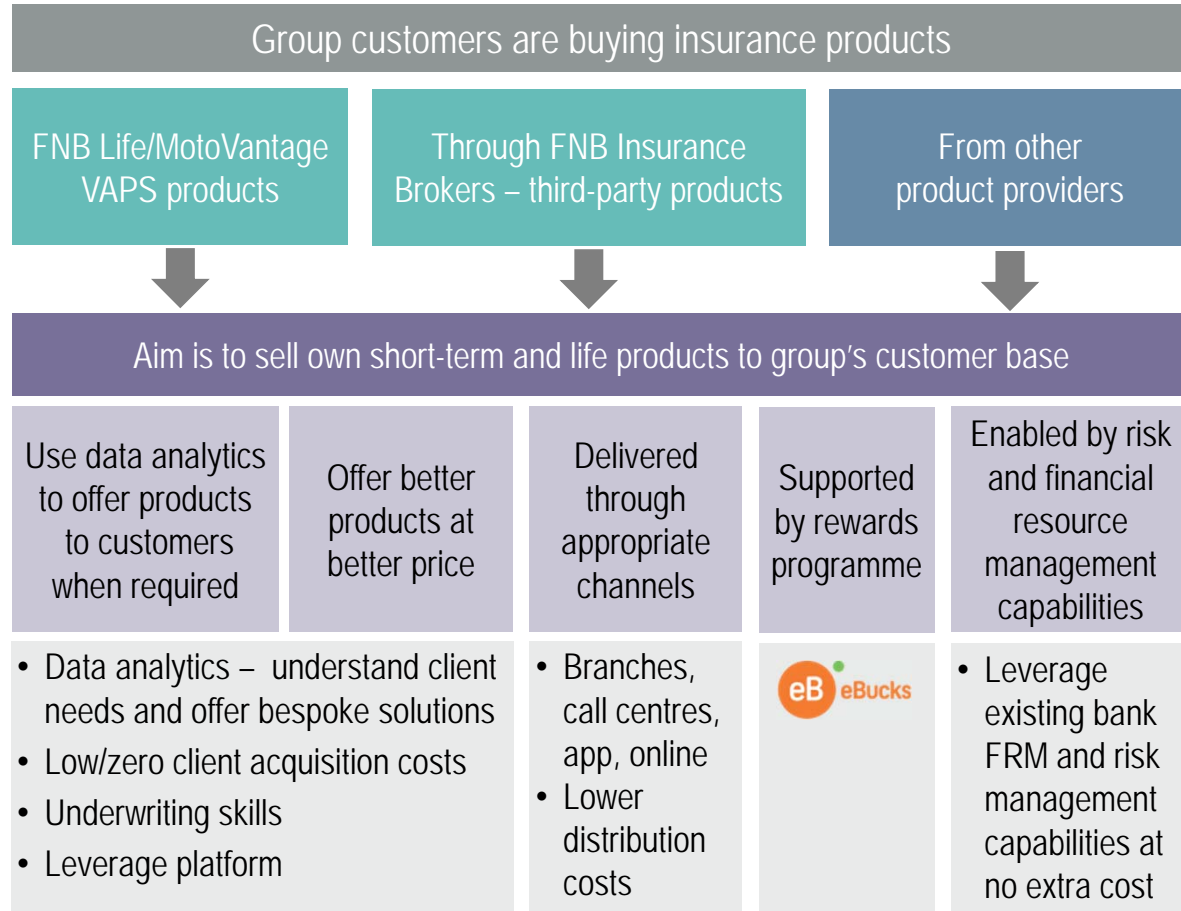 Group customers are buying insurance products
FNB Life/MotoVantage
VAPS products
Through FNB Insurance
Brokers – third-party products
From other
product providers
Aim is to sell own short-term and life products to group's customer base
Use data analytics
to offer products
to customers
when required
Offer better
products at
better price
Delivered
through
appropriate
channels
Supported
by rewards
programme
Enabled by risk
and financial
resource
management
capabilities
• Data analytics – understand client
needs and offer bespoke solutions
• Low/zero client acquisition costs
• Underwriting skills
• Leverage platform
• Branches,
call centres,
app, online
• Lower
distribution
costs
eB eBucks
• Leverage
existing bank
FRM and risk
management
capabilities at
no extra cost